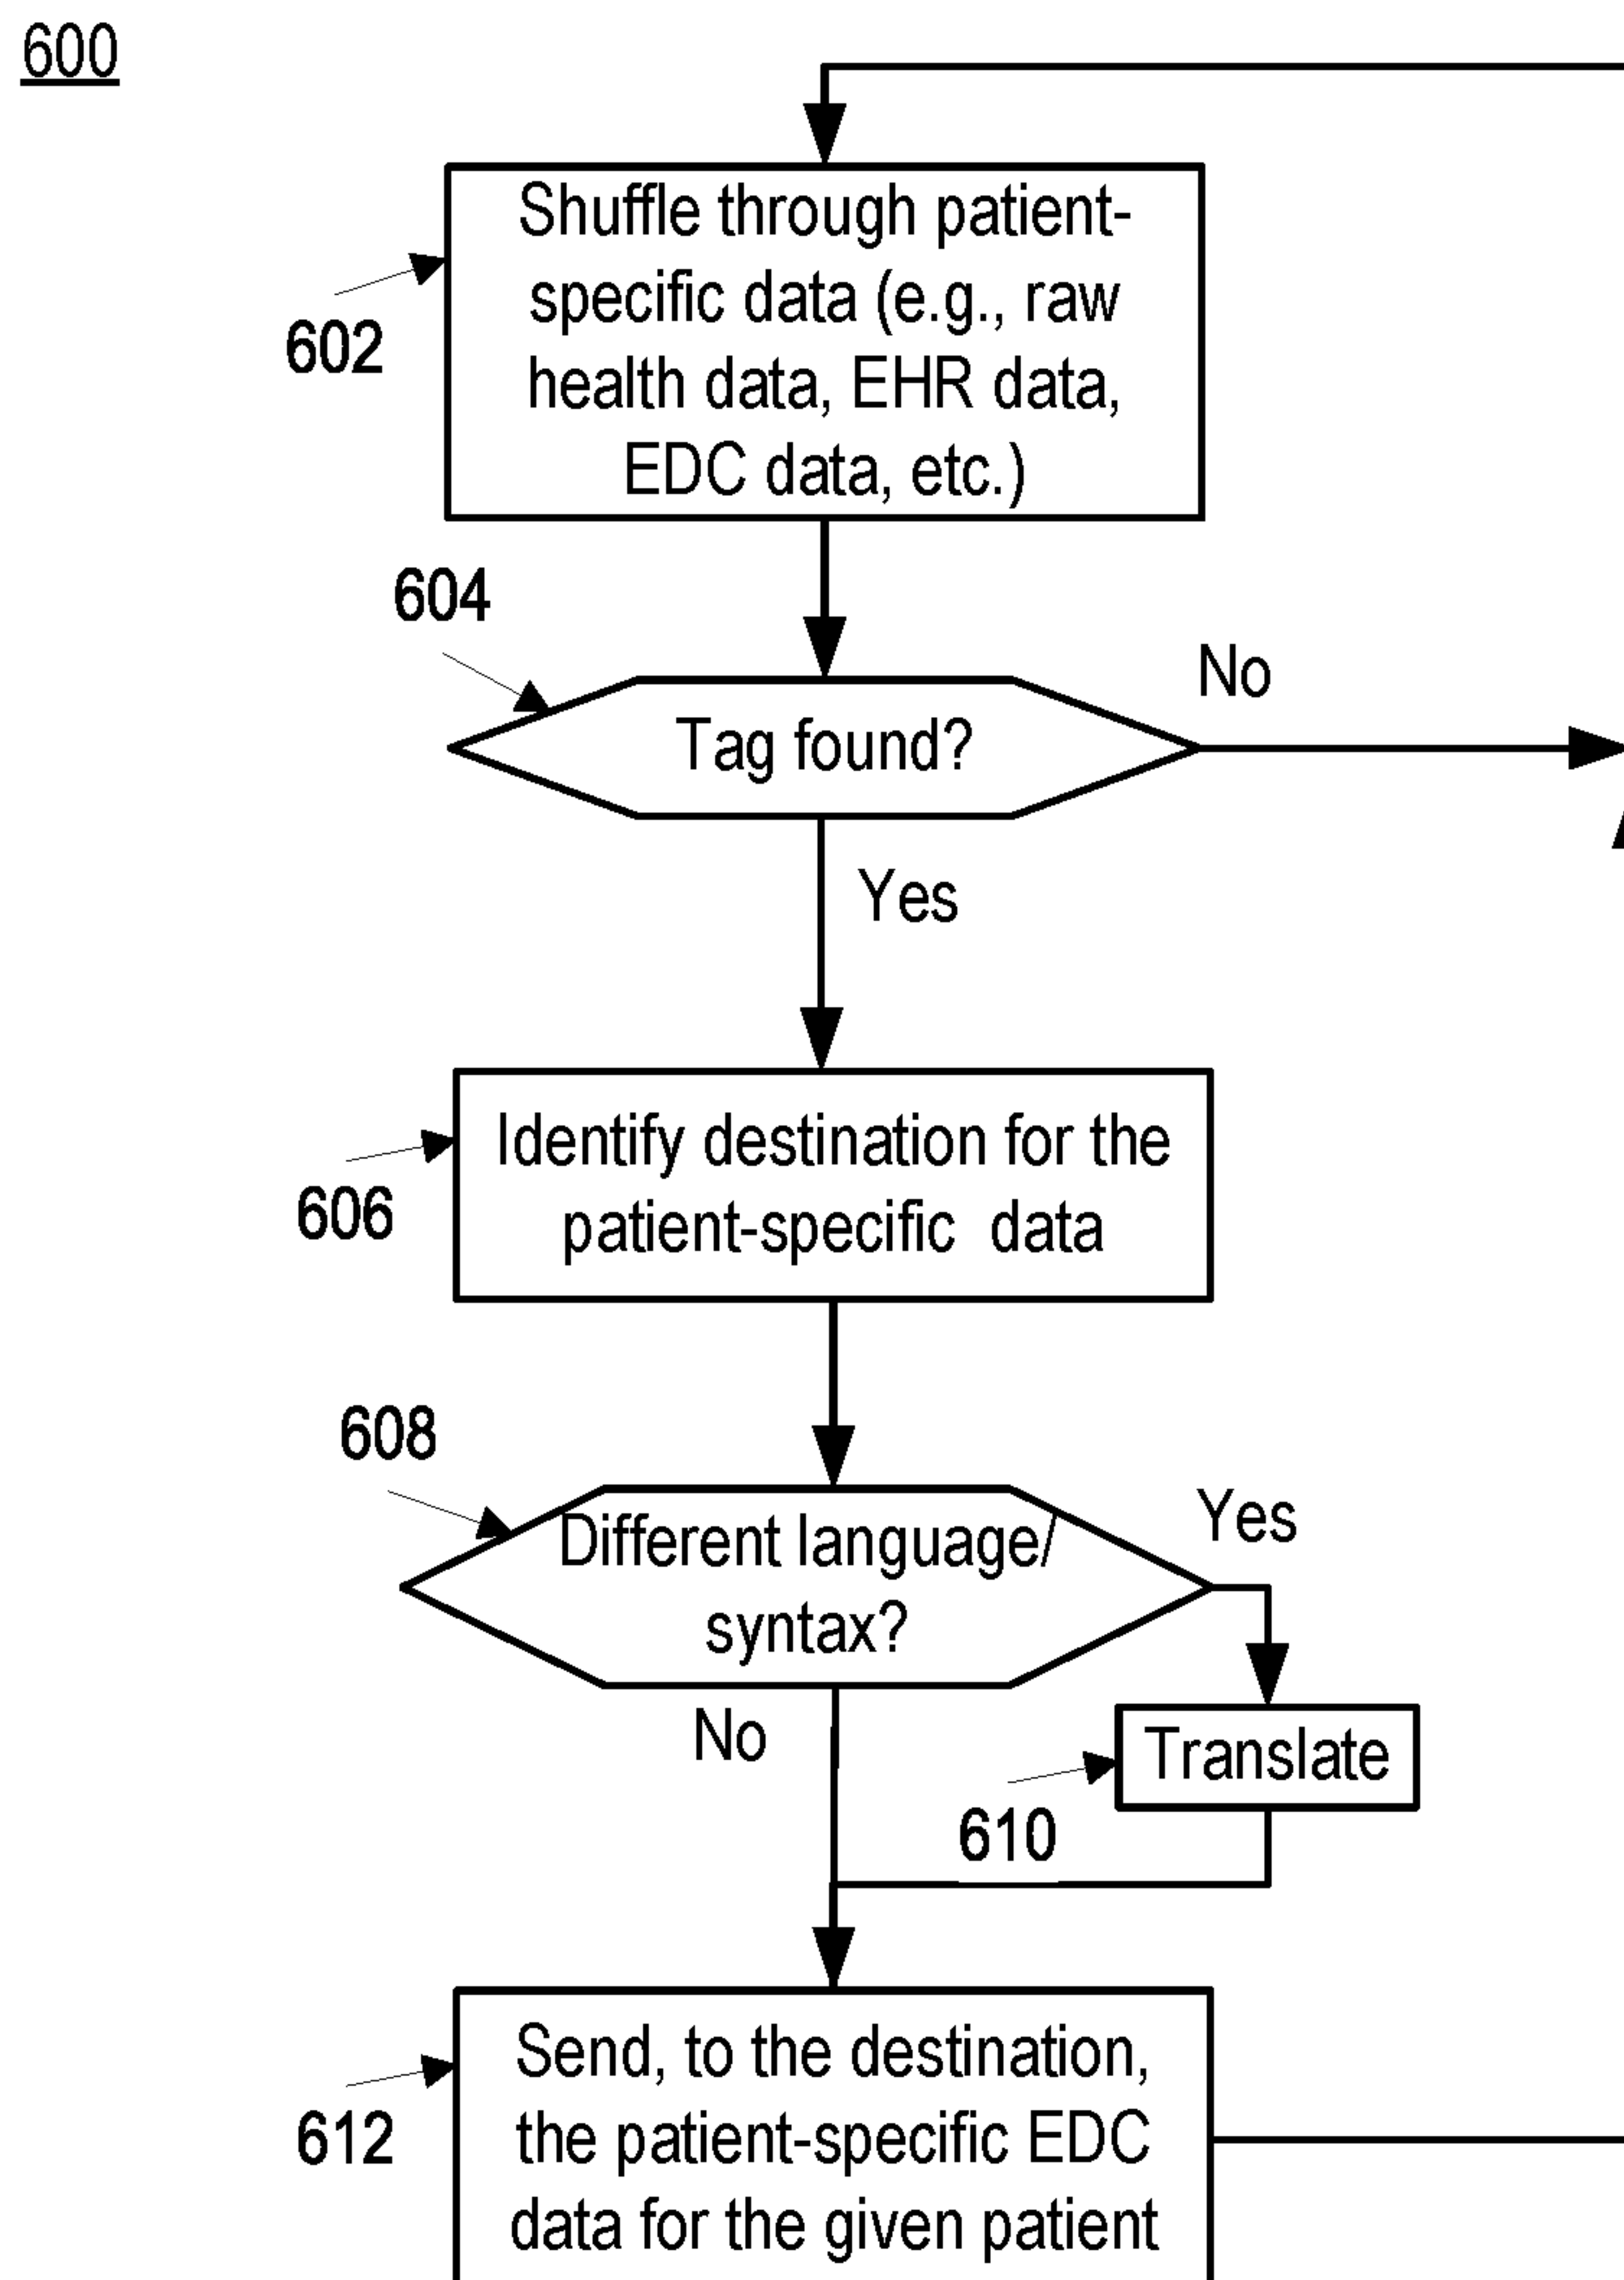 600
Shuffle through patient-
specific data (e.g., raw
health data, EHR data,
EDC data, etc.)
602
604
Tag found?
No
Yes
Identify destination for the
patient-specific data
606
608
Different language/
syntax?
Yes
No
Translate
610
Send, to the destination,
the patient-specific EDC
data for the given patient
612